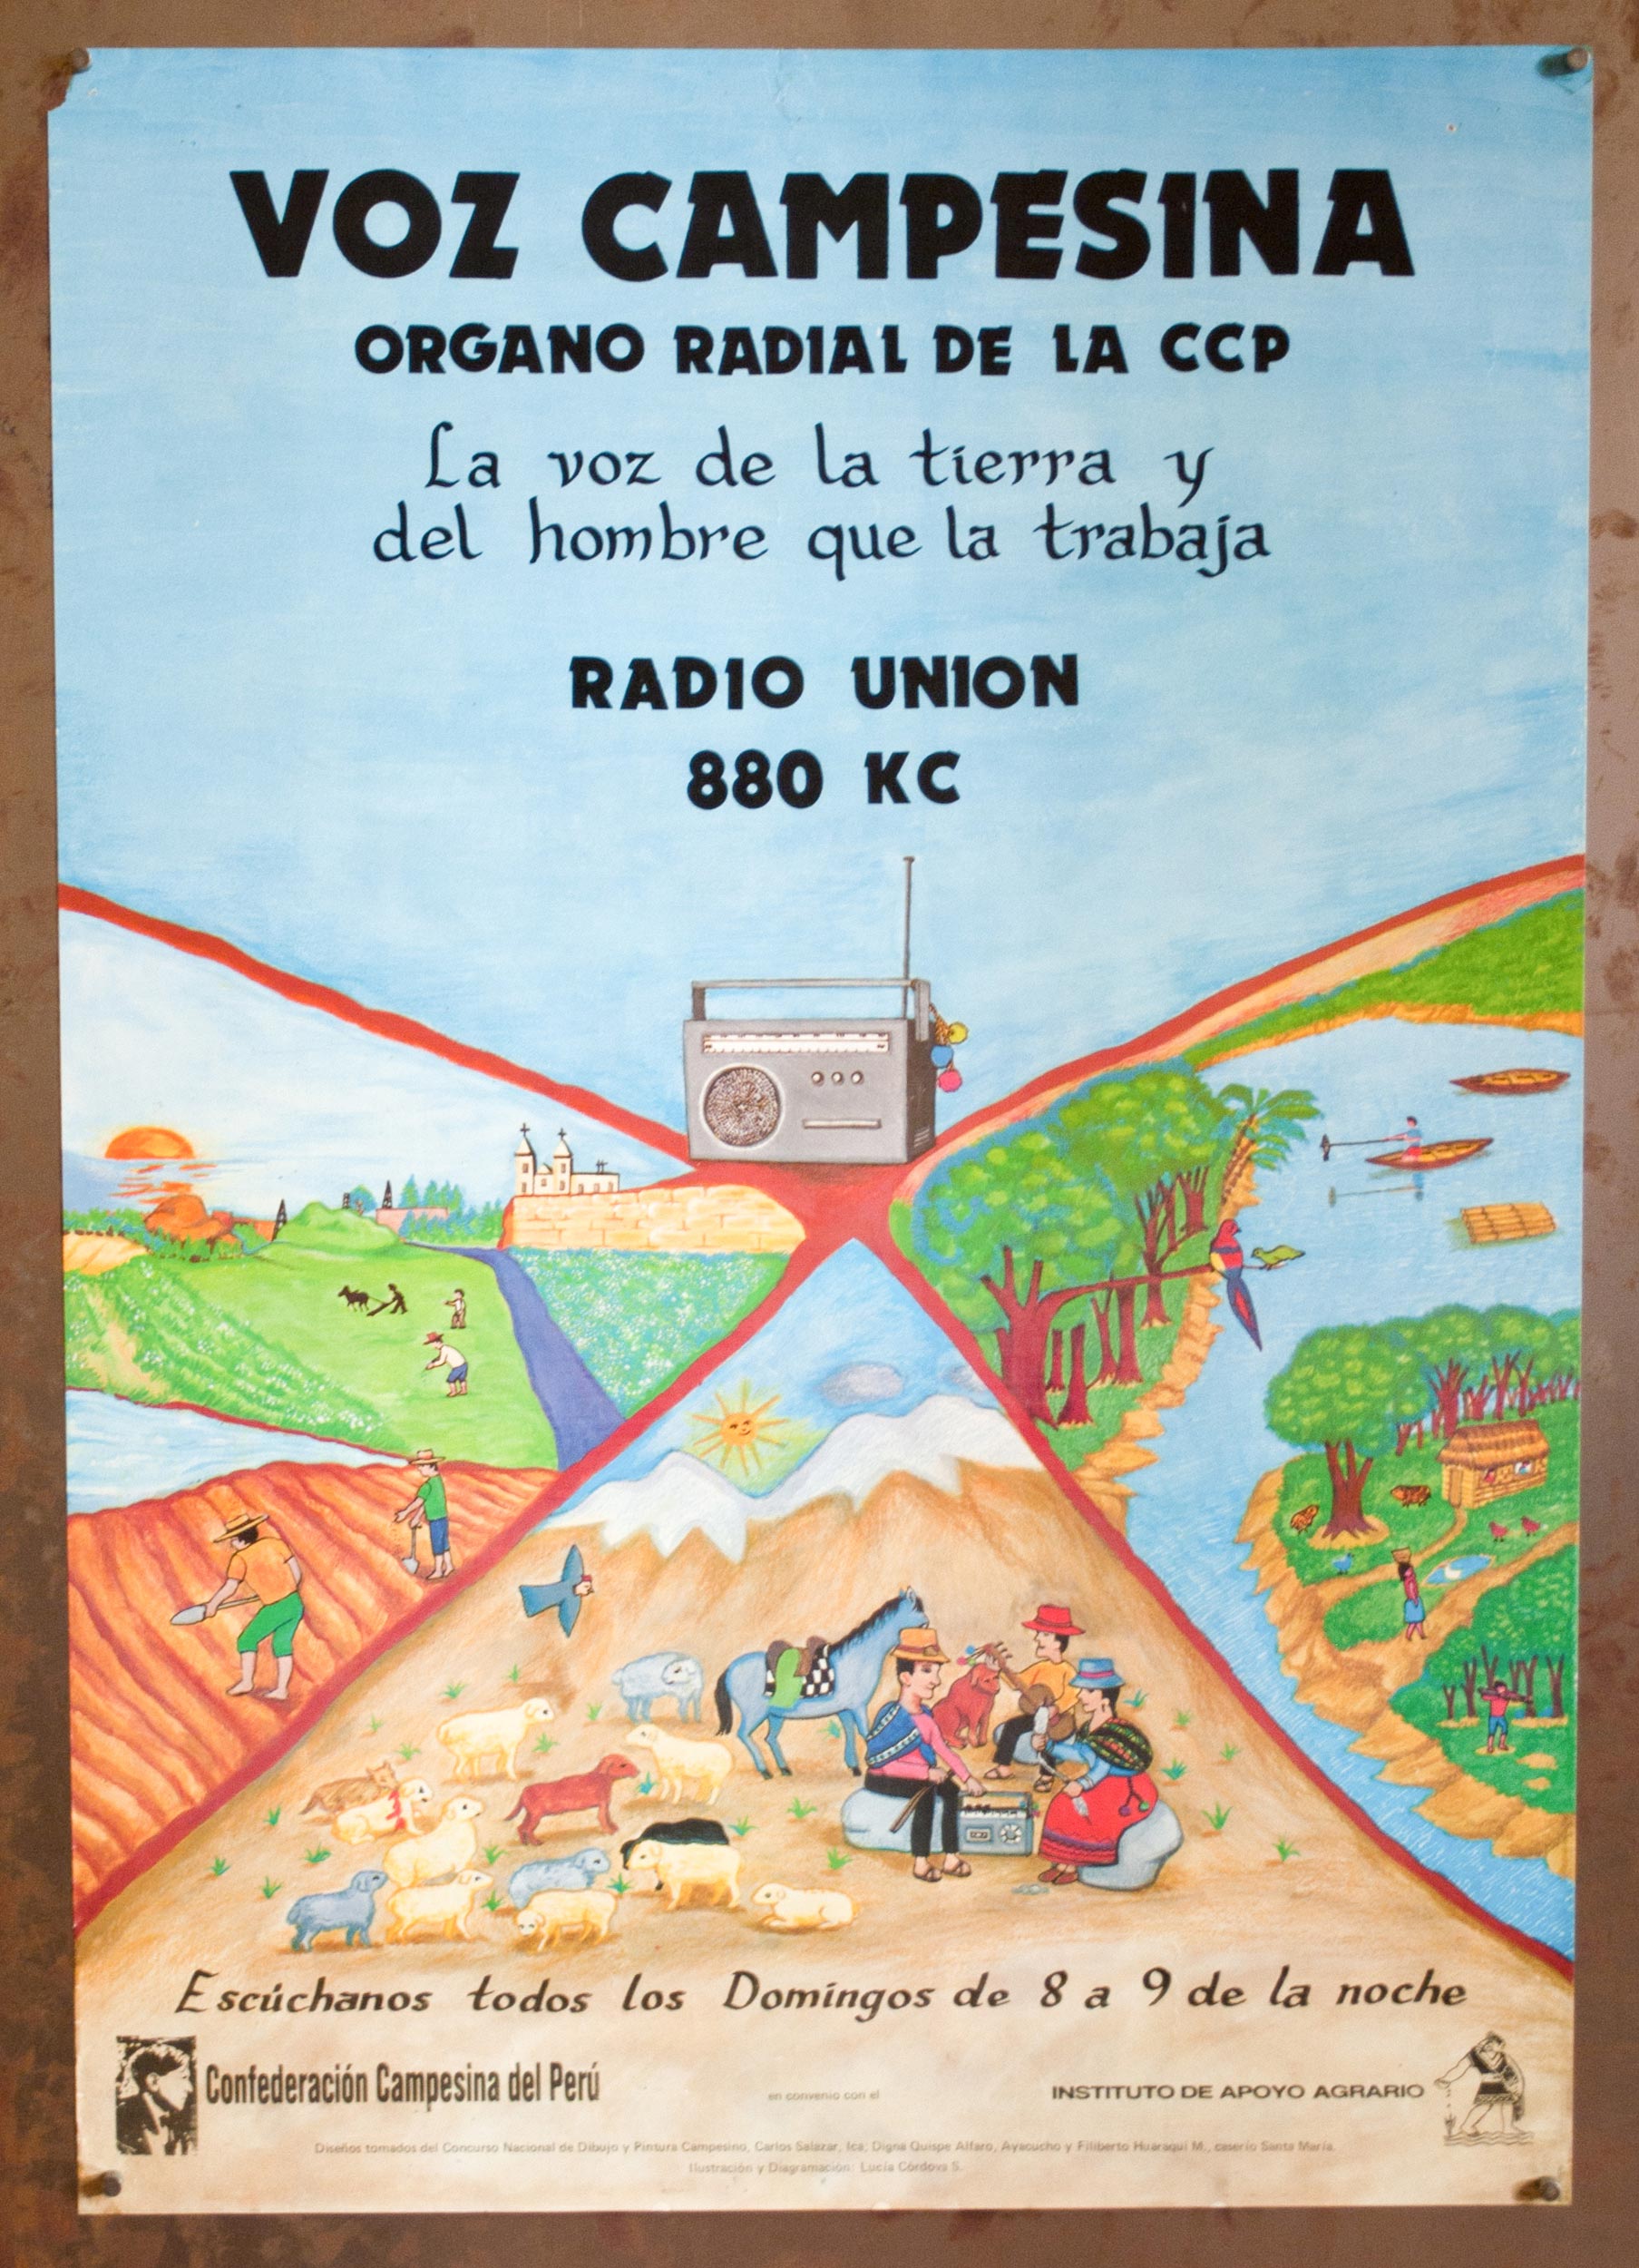 VOZ CAMPESINA
ORGANO RADIAL DE LA CCP
La voz de la tierra y
del hombre que la trabaja
RADIO UNION
880 KC
Escúchanos todos los Domingos de 8 a 9 de la noche
Confederación Campesina del Perú
en convenio con el
INSTITUTO DE APOYO AGRARIO
Diseños tomados del Concurso Nacional de Dibujo y Pintura Campesino, Carlos Salazar, Ica; Digna Quispe Alfaro, Ayacucho y Filiberto Huaraqui M., caserío Santa María.
Ilustración y Diagramación: Lucía Córdova S.